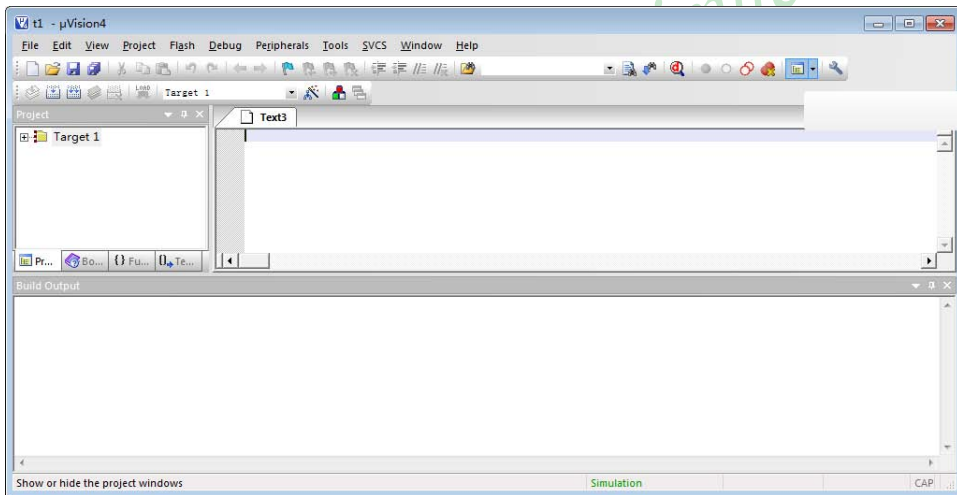 t1 - µVision4
File Edit View Project Flash Debug Peripherals Tools SVCS Window Help
LOAD Target 1
Project Text3
Target 1
Pr... Bo... {} Fu... Te...
Build Output
Show or hide the project windows Simulation CAP